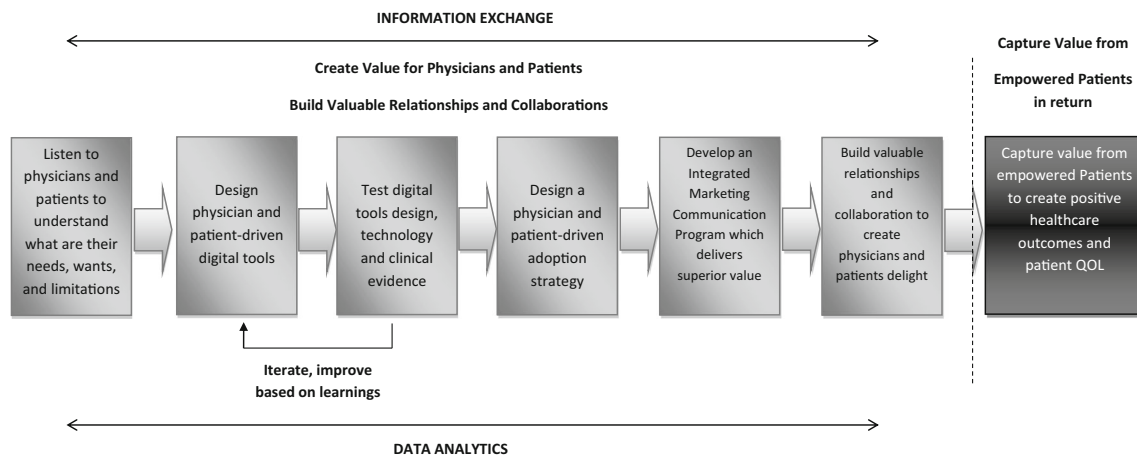 INFORMATION EXCHANGE
Create Value for Physicians and Patients
Build Valuable Relationships and Collaborations
Capture Value from
Empowered Patients
in return
Listen to
physicians and
patients to
understand
what are their
needs, wants,
and limitations
Design
physician and
patient-driven
digital tools
Test digital
tools design,
technology
and clinical
evidence
Design a
physician and
patient-driven
adoption
strategy
Develop an
Integrated
Marketing
Communication
Program which
delivers
superior value
Build valuable
relationships
and
collaboration to
create
physicians and
patients delight
Capture value from
empowered Patients
to create positive
healthcare
outcomes and
patient QOL
Iterate, improve
based on learnings
DATA ANALYTICS